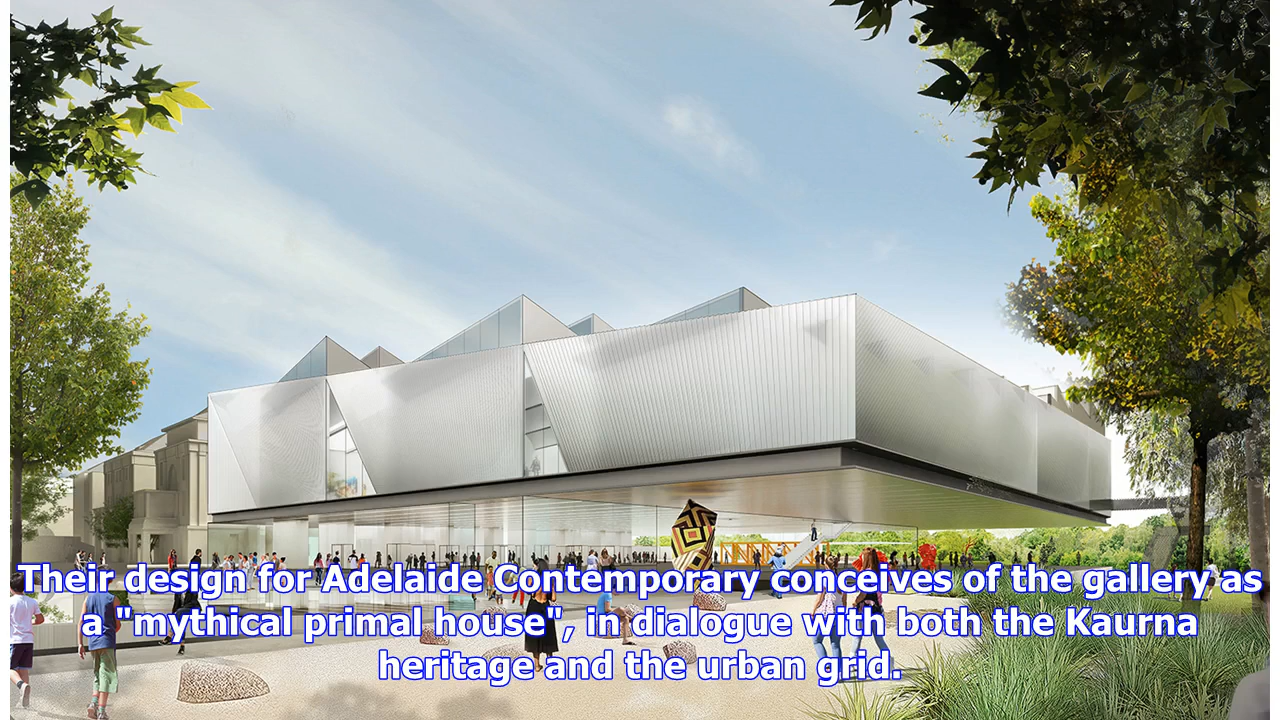 Their design for Adelaide Contemporary conceives of the gallery as
a "mythical primal house", in dialogue with both the Kaurna
heritage and the urban grid.